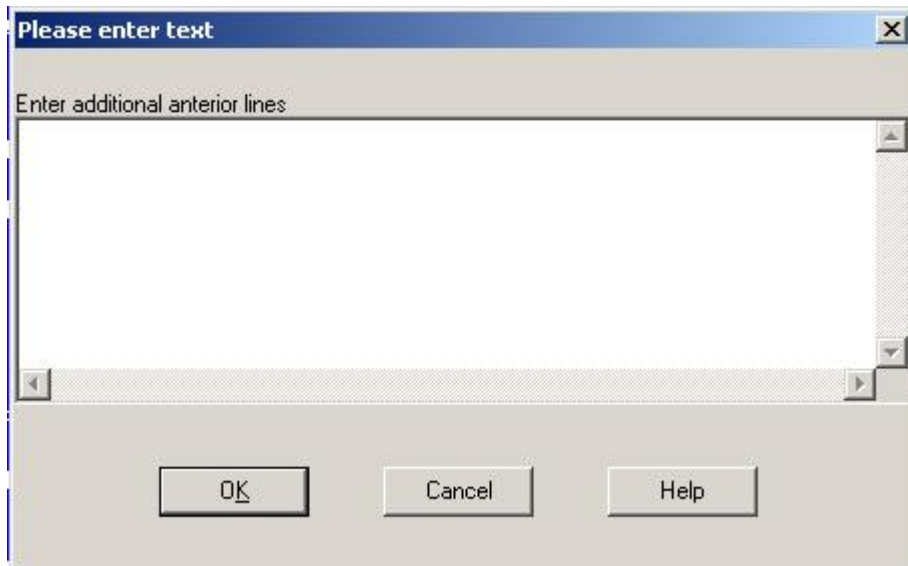 Please enter text
Enter additional anterior lines
OK
Cancel
Help